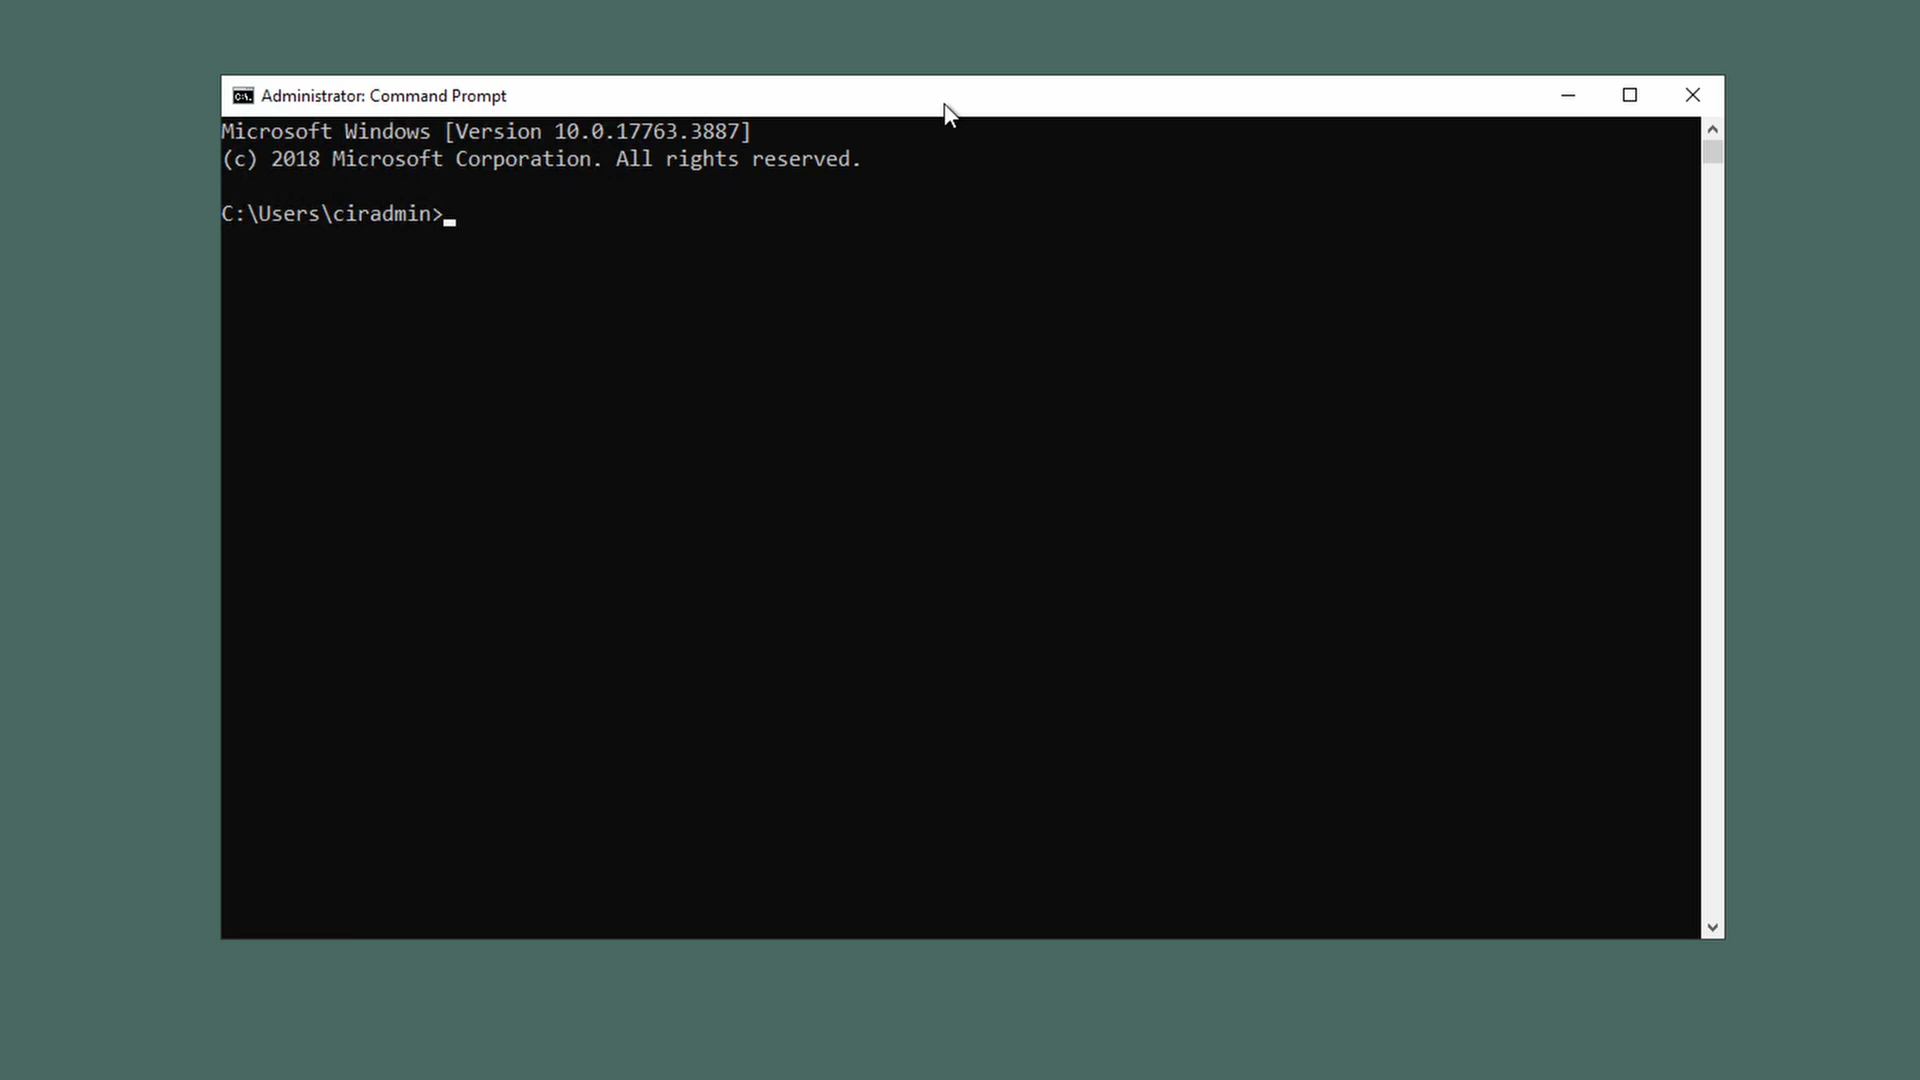 Administrator: Command Prompt
Microsoft Windows [Version 10.0.17763.3887]
(c) 2018 Microsoft Corporation. All rights reserved.
C:\Users\ciradmin>